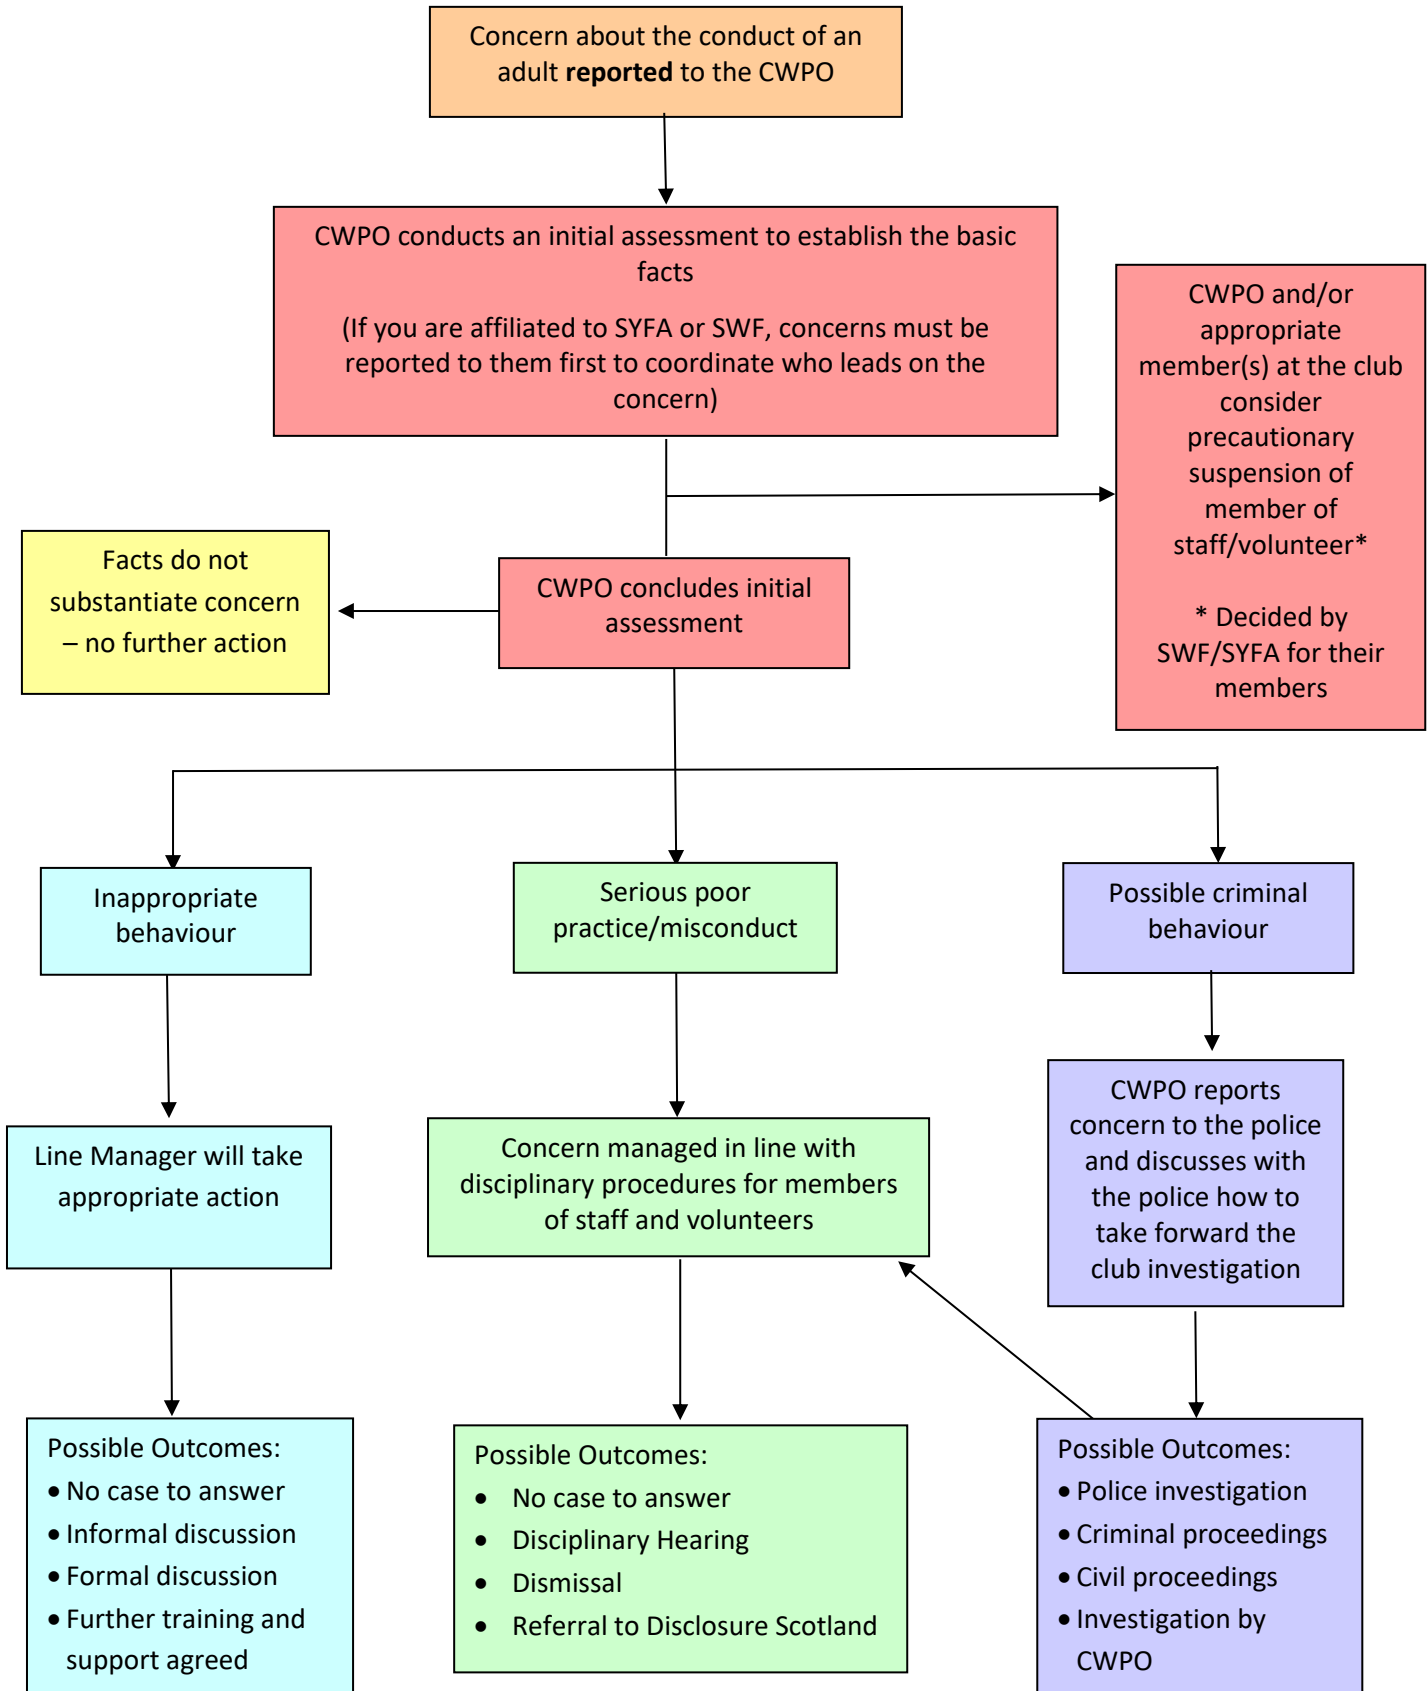 Concern about the conduct of an
adult reported to the CWPO
CWPO conducts an initial assessment to establish the basic
facts
(If you are affiliated to SYFA or SWF, concerns must be
reported to them first to coordinate who leads on the
concern)
CWPO and/or
appropriate
member(s) at the club
consider
precautionary
suspension of
member of
staff/volunteer*
* Decided by
SWF/SYFA for their
members
Facts do not
substantiate concern
– no further action
CWPO concludes initial
assessment
Inappropriate
behaviour
Serious poor
practice/misconduct
Possible criminal
behaviour
Line Manager will take
appropriate action
Concern managed in line with
disciplinary procedures for members
of staff and volunteers
CWPO reports
concern to the police
and discusses with
the police how to
take forward the
club investigation
Possible Outcomes:
• No case to answer
• Informal discussion
• Formal discussion
• Further training and
support agreed
Possible Outcomes:
• No case to answer
• Disciplinary Hearing
• Dismissal
• Referral to Disclosure Scotland
Possible Outcomes:
• Police investigation
• Criminal proceedings
• Civil proceedings
• Investigation by
CWPO